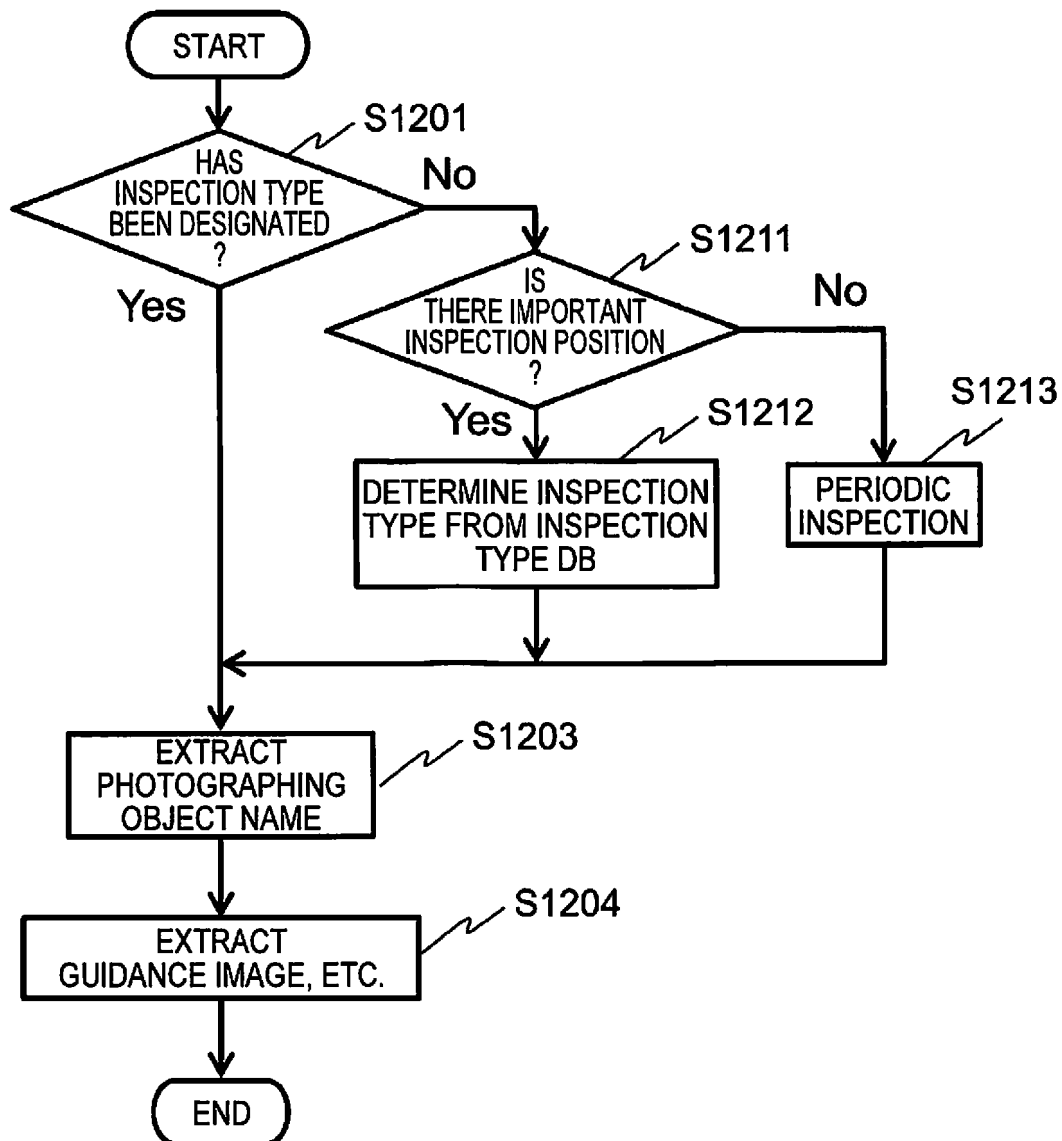 START
S1201
HAS
INSPECTION TYPE
BEEN DESIGNATED
?
No
Yes
S1211
IS
THERE IMPORTANT
INSPECTION POSITION
?
No
Yes
S1212
DETERMINE INSPECTION
TYPE FROM INSPECTION
TYPE DB
S1213
PERIODIC
INSPECTION
S1203
EXTRACT
PHOTOGRAPHING
OBJECT NAME
S1204
EXTRACT
GUIDANCE IMAGE, ETC.
END